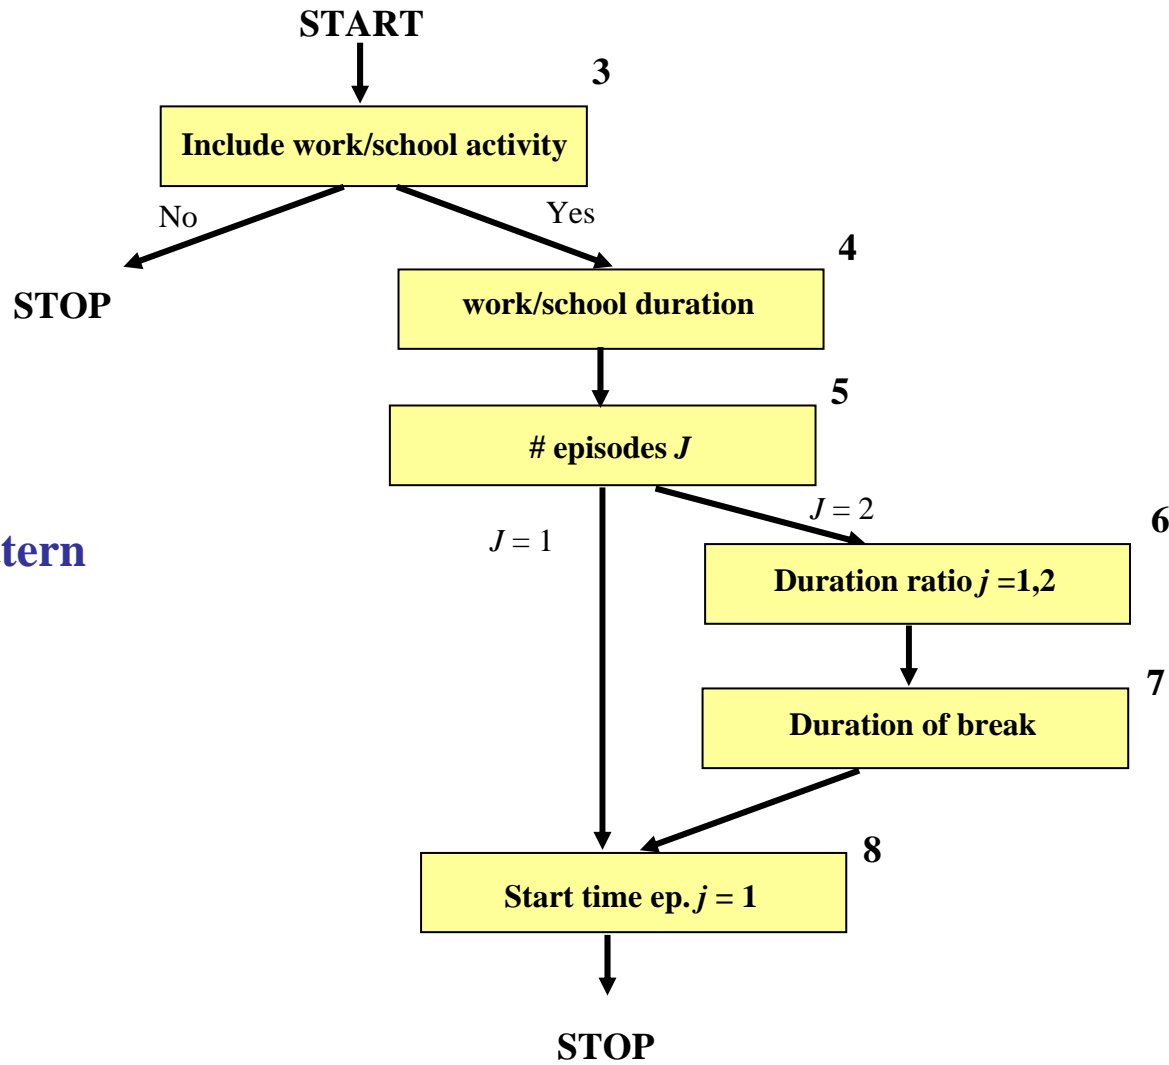 START
3
Include work/school activity
No
Yes
4
STOP
work/school duration
5
# episodes J
J = 1
J = 2
6
tern
Duration ratio j =1,2
7
Duration of break
8
Start time ep. j = 1
STOP